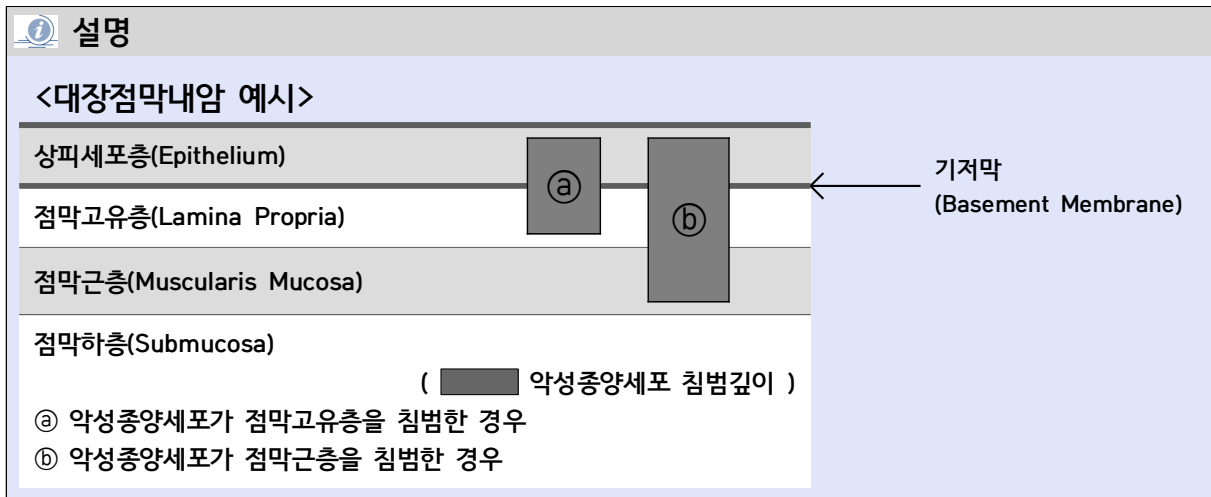 설명
<대장점막내암 예시>
상피세포층(Epithelium)
ⓐ
기저막
(Basement Membrane)
점막고유층(Lamina Propria)
ⓑ
점막근층(Muscularis Mucosa)
점막하층(Submucosa)
( 악성종양세포 침범깊이 )
ⓐ 악성종양세포가 점막고유층을 침범한 경우
ⓑ 악성종양세포가 점막근층을 침범한 경우